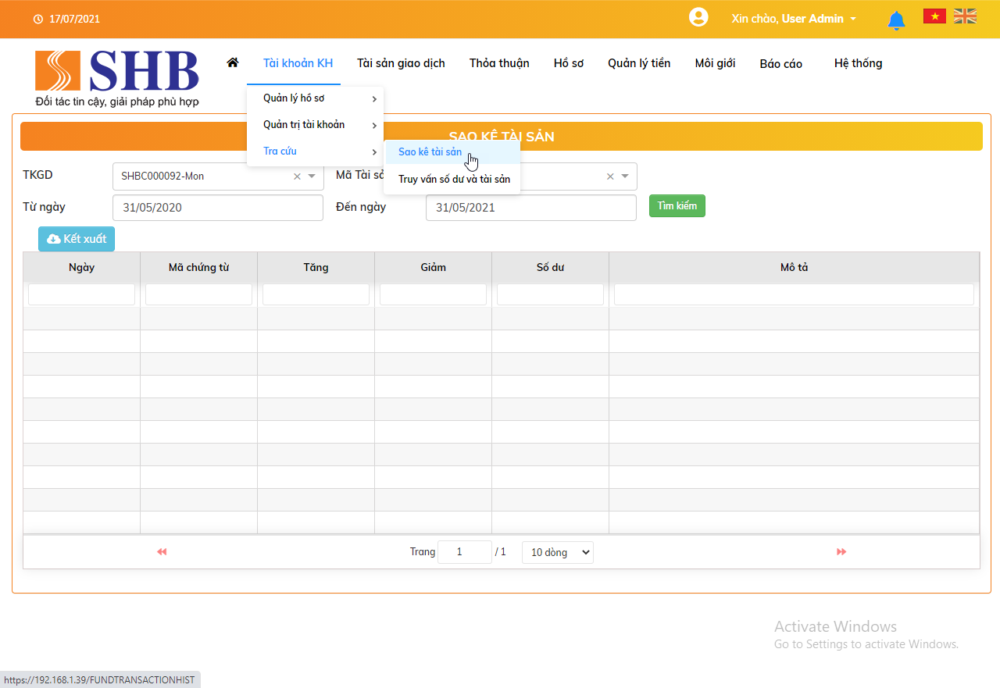 17/07/2021
Xin chào, User Admin
SHB
Đối tác tin cậy, giải pháp phù hợp
Tài khoản KH
Tài sản giao dịch
Thỏa thuận
Hồ sơ
Quản lý tiền
Môi giới
Báo cáo
Hệ thống
Quản lý hồ sơ
Quản trị tài khoản
Tra cứu
SAO KÊ TÀI SẢN
Sao kê tài sản
Truy vấn số dư và tài sản
TKGD
SHBC000092-Mon
Mã Tài sả
Từ ngày
31/05/2020
Đến ngày
31/05/2021
Tìm kiếm
Kết xuất
Ngày
Mã chứng từ
Tăng
Giảm
Số dư
Mô tả
Trang 1 / 1
10 dòng
Activate Windows
Go to Settings to activate Windows.
https://192.168.1.39/FUNDTRANSACTIONHIST